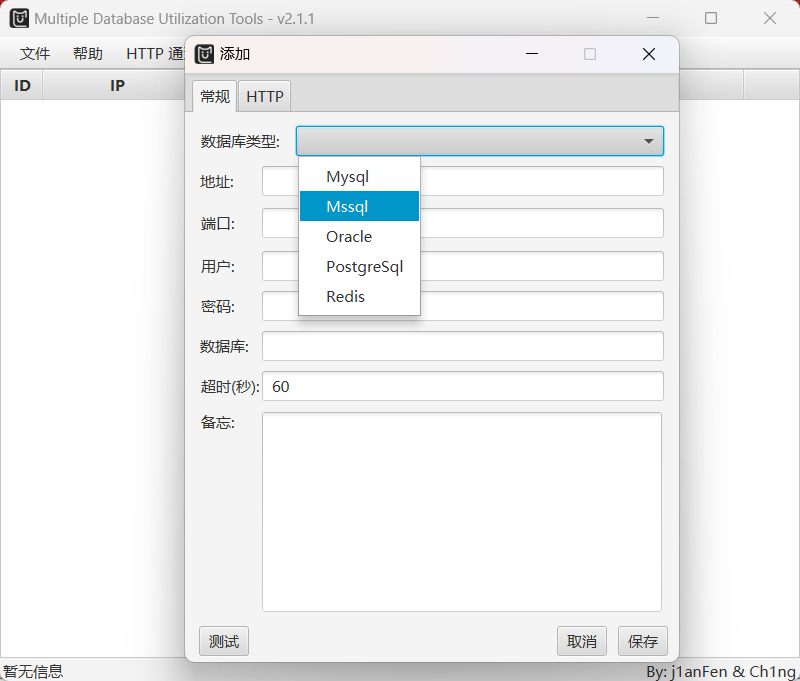 Multiple Database Utilization Tools - v2.1.1
文件 帮助 HTTP 通
添加
ID IP
常规 HTTP
数据库类型:
地址:
Mysql
Mssql
端口:
Oracle
用户:
PostgreSql
密码:
Redis
数据库:
超时(秒): 60
备忘:
测试 取消 保存
暂无信息 By: j1anFen & Ch1ng